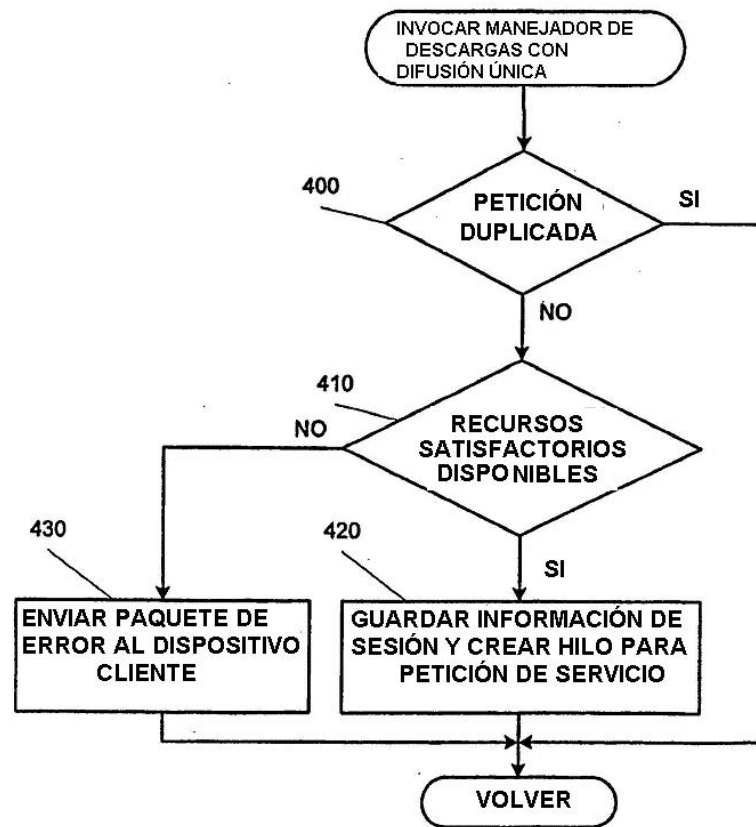 INVOCAR MANEJADOR DE
DESCARGAS CON
DIFUSIÓN ÚNICA
400
PETICIÓN
DUPLICADA
SI
NO
410
RECURSOS
SATISFACTORIOS
DISPONIBLES
NO
SI
430
ENVIAR PAQUETE DE
ERROR AL DISPOSITIVO
CLIENTE
420
GUARDAR INFORMACIÓN DE
SESIÓN Y CREAR HILO PARA
PETICIÓN DE SERVICIO
VOLVER